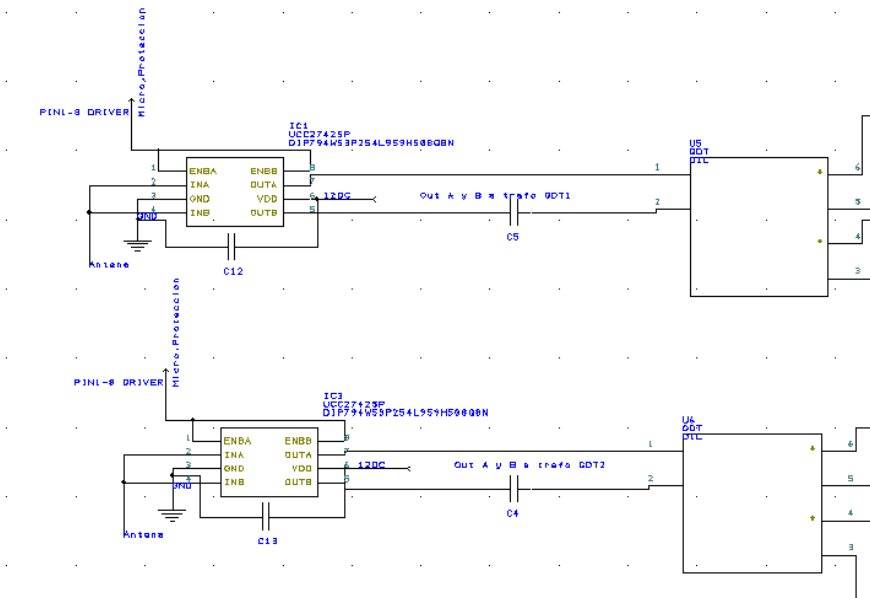 Micro,Proteccion
PIN1-8 DRIVER
IC1
UCC27425P
DIP794W53P254L959H508Q8N
1 ENBA ENBB 8
2 INA OUTA 7
3 GND VDD 6 12DC
4 INB OUTB 5
GND
C12
Antena
Out A y B a trafo GDT1
C5
U5
GDT
DIL
1
2
6
5
4
3
Micro,Proteccion
PIN1-8 DRIVER
IC3
UCC27425P
DIP794W53P254L959H508Q8N
1 ENBA ENBB 8
2 INA OUTA 7
3 GND VDD 6 12DC
4 INB OUTB 5
GND
C13
Antena
Out A y B a trafo GDT2
C4
U6
GDT
DIL
1
2
6
5
4
3